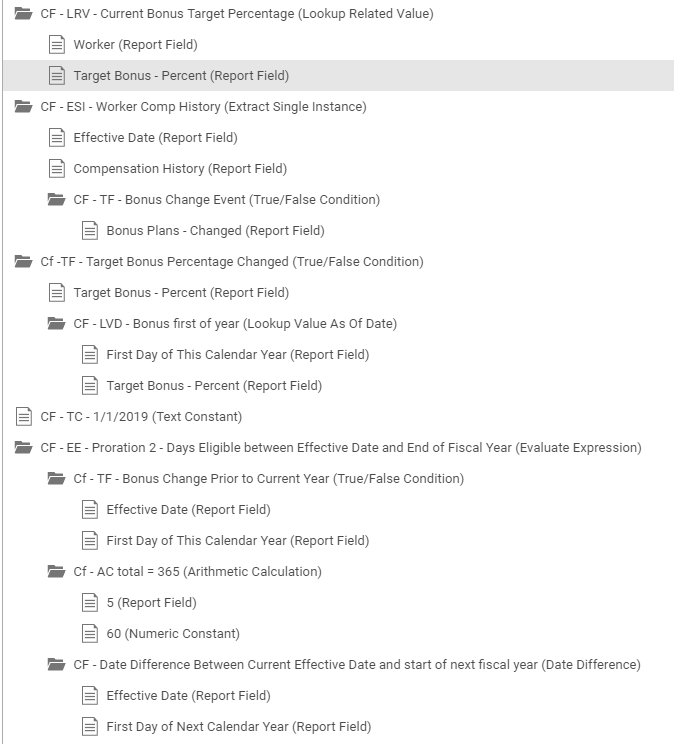 CF - LRV - Current Bonus Target Percentage (Lookup Related Value)
Worker (Report Field)
Target Bonus - Percent (Report Field)
CF - ESI - Worker Comp History (Extract Single Instance)
Effective Date (Report Field)
Compensation History (Report Field)
CF - TF - Bonus Change Event (True/False Condition)
Bonus Plans - Changed (Report Field)
Cf -TF - Target Bonus Percentage Changed (True/False Condition)
Target Bonus - Percent (Report Field)
CF - LVD - Bonus first of year (Lookup Value As Of Date)
First Day of This Calendar Year (Report Field)
Target Bonus - Percent (Report Field)
CF - TC - 1/1/2019 (Text Constant)
CF - EE - Proration 2 - Days Eligible between Effective Date and End of Fiscal Year (Evaluate Expression)
Cf - TF - Bonus Change Prior to Current Year (True/False Condition)
Effective Date (Report Field)
First Day of This Calendar Year (Report Field)
Cf - AC total = 365 (Arithmetic Calculation)
5 (Report Field)
60 (Numeric Constant)
CF - Date Difference Between Current Effective Date and start of next fiscal year (Date Difference)
Effective Date (Report Field)
First Day of Next Calendar Year (Report Field)